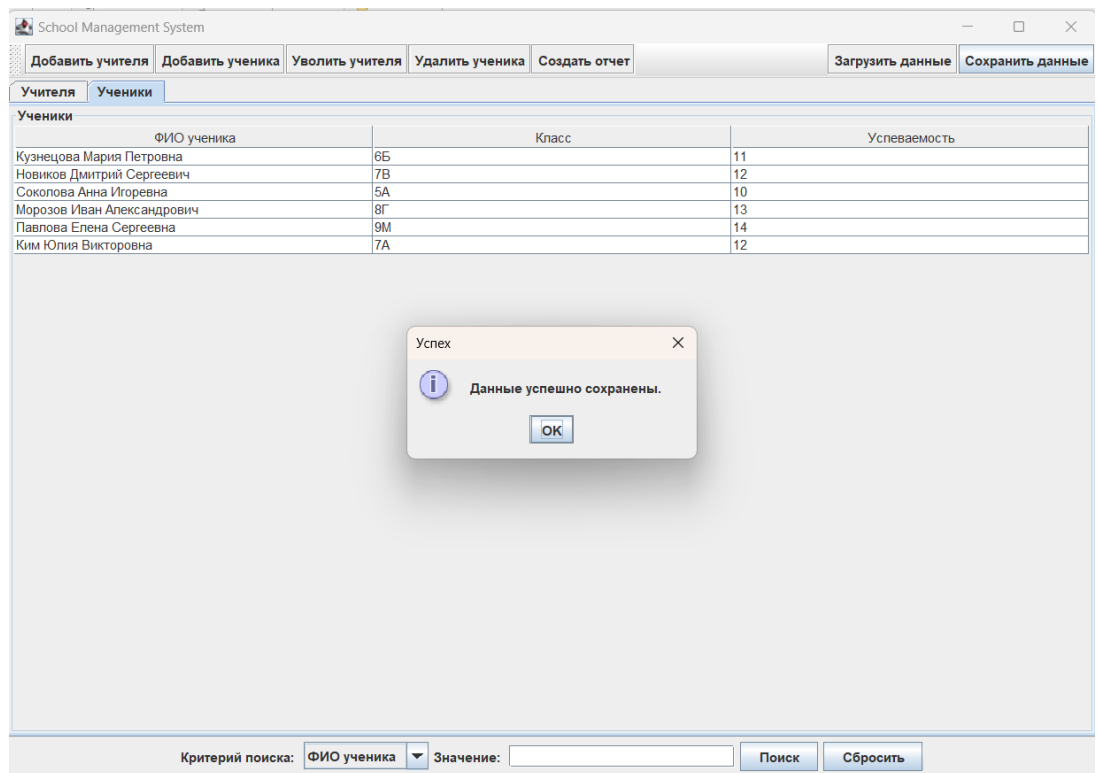 School Management System
Добавить учителя Добавить ученика Уволить учителя Удалить ученика Создать отчет Загрузить данные Сохранить данные
Учителя Ученики
Ученики
ФИО ученика Класс Успеваемость
Кузнецова Мария Петровна 6Б 11
Новиков Дмитрий Сергеевич 7В 12
Соколова Анна Игоревна 5А 10
Морозов Иван Александрович 8Г 13
Павлова Елена Сергеевна 9М 14
Ким Юлия Викторовна 7А 12
Успех
Данные успешно сохранены.
OK
Критерий поиска: ФИО ученика Значение: Поиск Сбросить